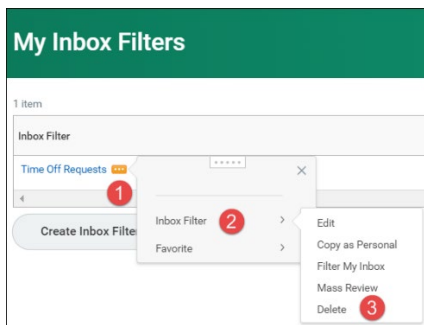 My Inbox Filters
1 item
Inbox Filter
Time Off Requests
1
Inbox Filter 2
Favorite
Create Inbox Filte
Edit
Copy as Personal
Filter My Inbox
Mass Review
Delete 3